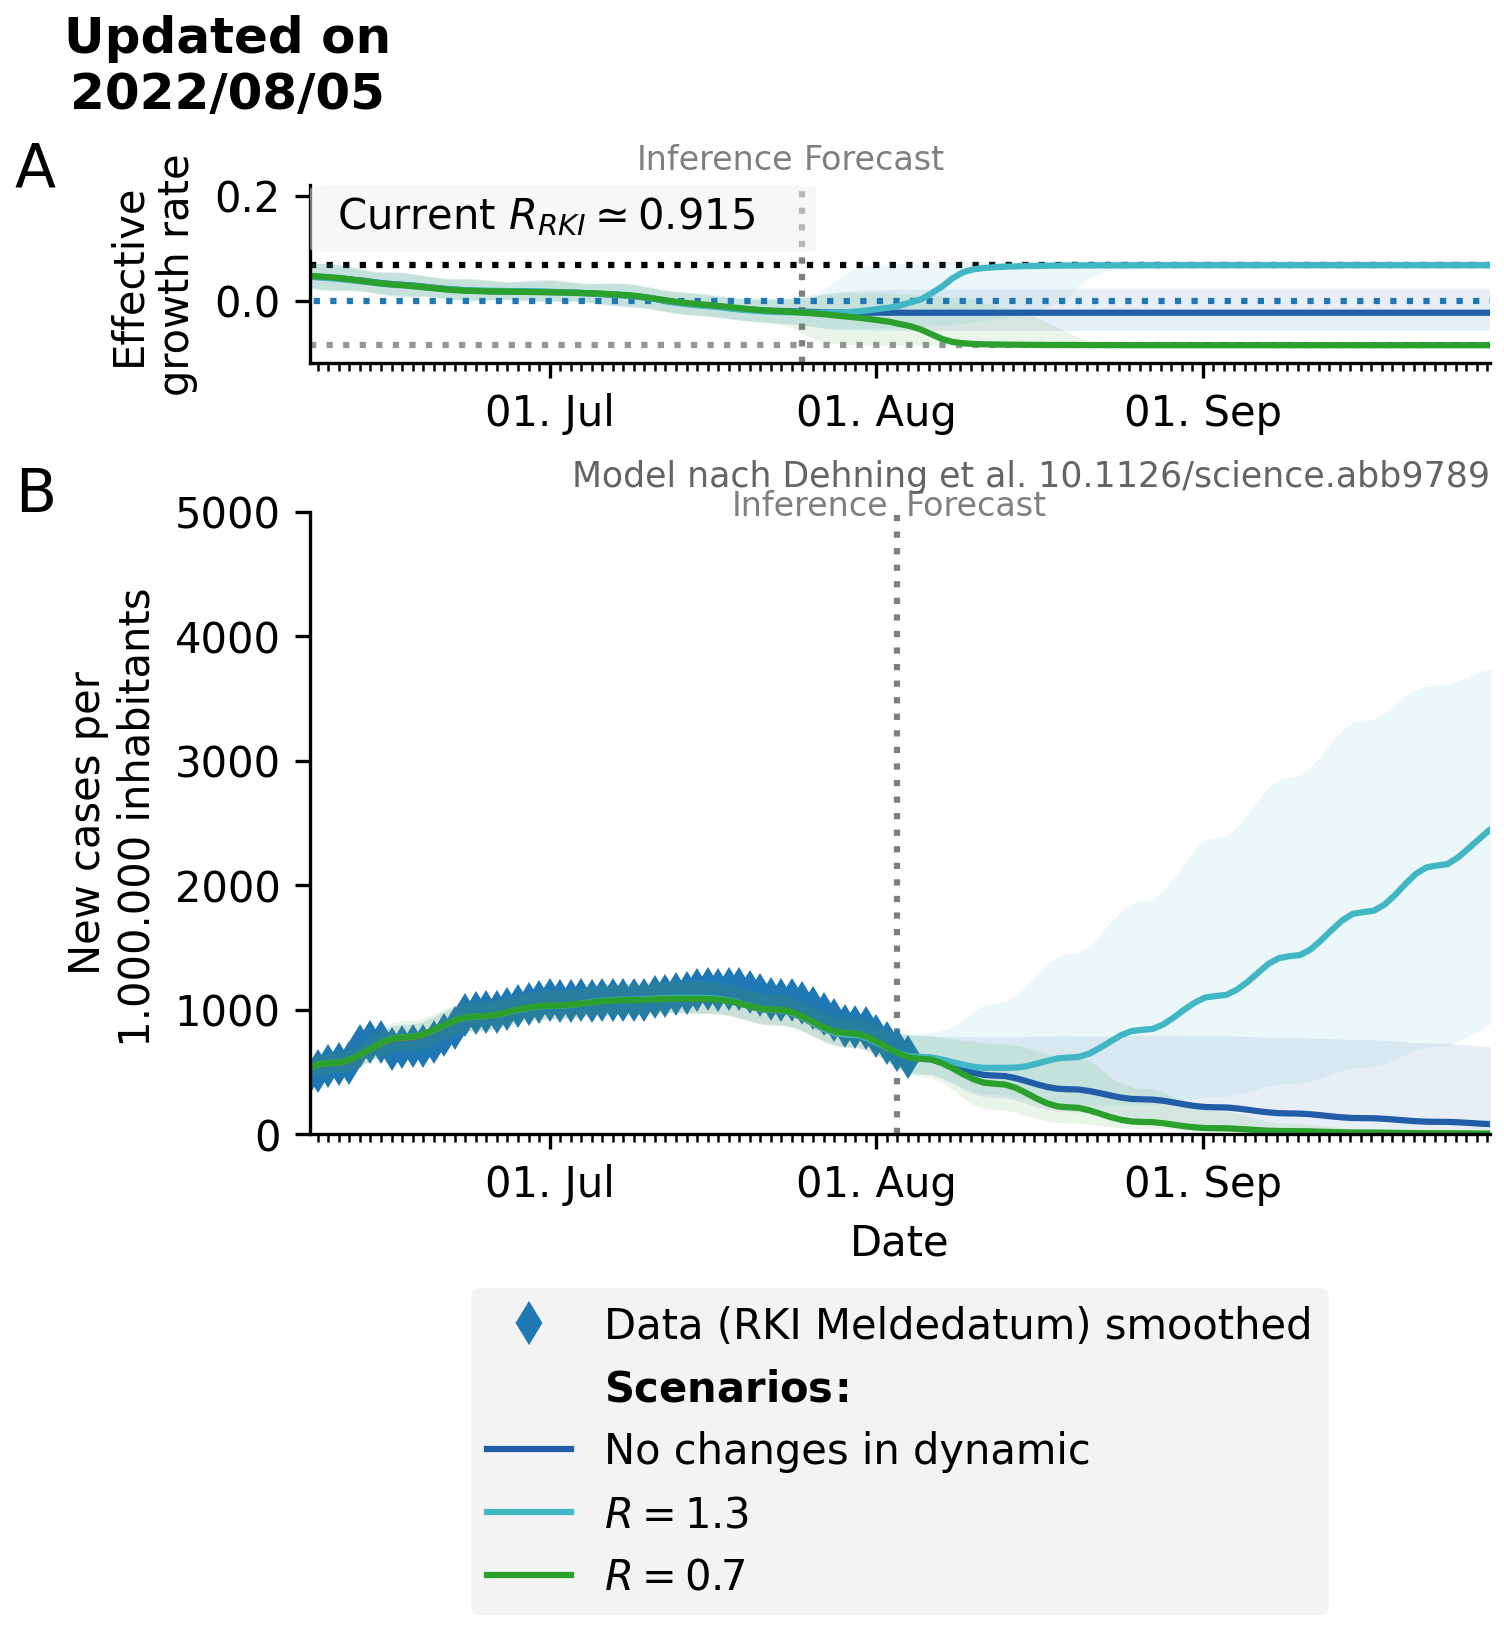 Updated on
2022/08/05
A
Effective
growth rate
Inference Forecast
0.2
0.0
Current R_RKI ≃ 0.915
01. Jul
01. Aug
01. Sep
B
Model nach Dehning et al. 10.1126/science.abb9789
Inference Forecast
New cases per
1.000.000 inhabitants
5000
4000
3000
2000
1000
0
01. Jul
01. Aug
01. Sep
Date
Data (RKI Meldedatum) smoothed
Scenarios:
No changes in dynamic
R = 1.3
R = 0.7